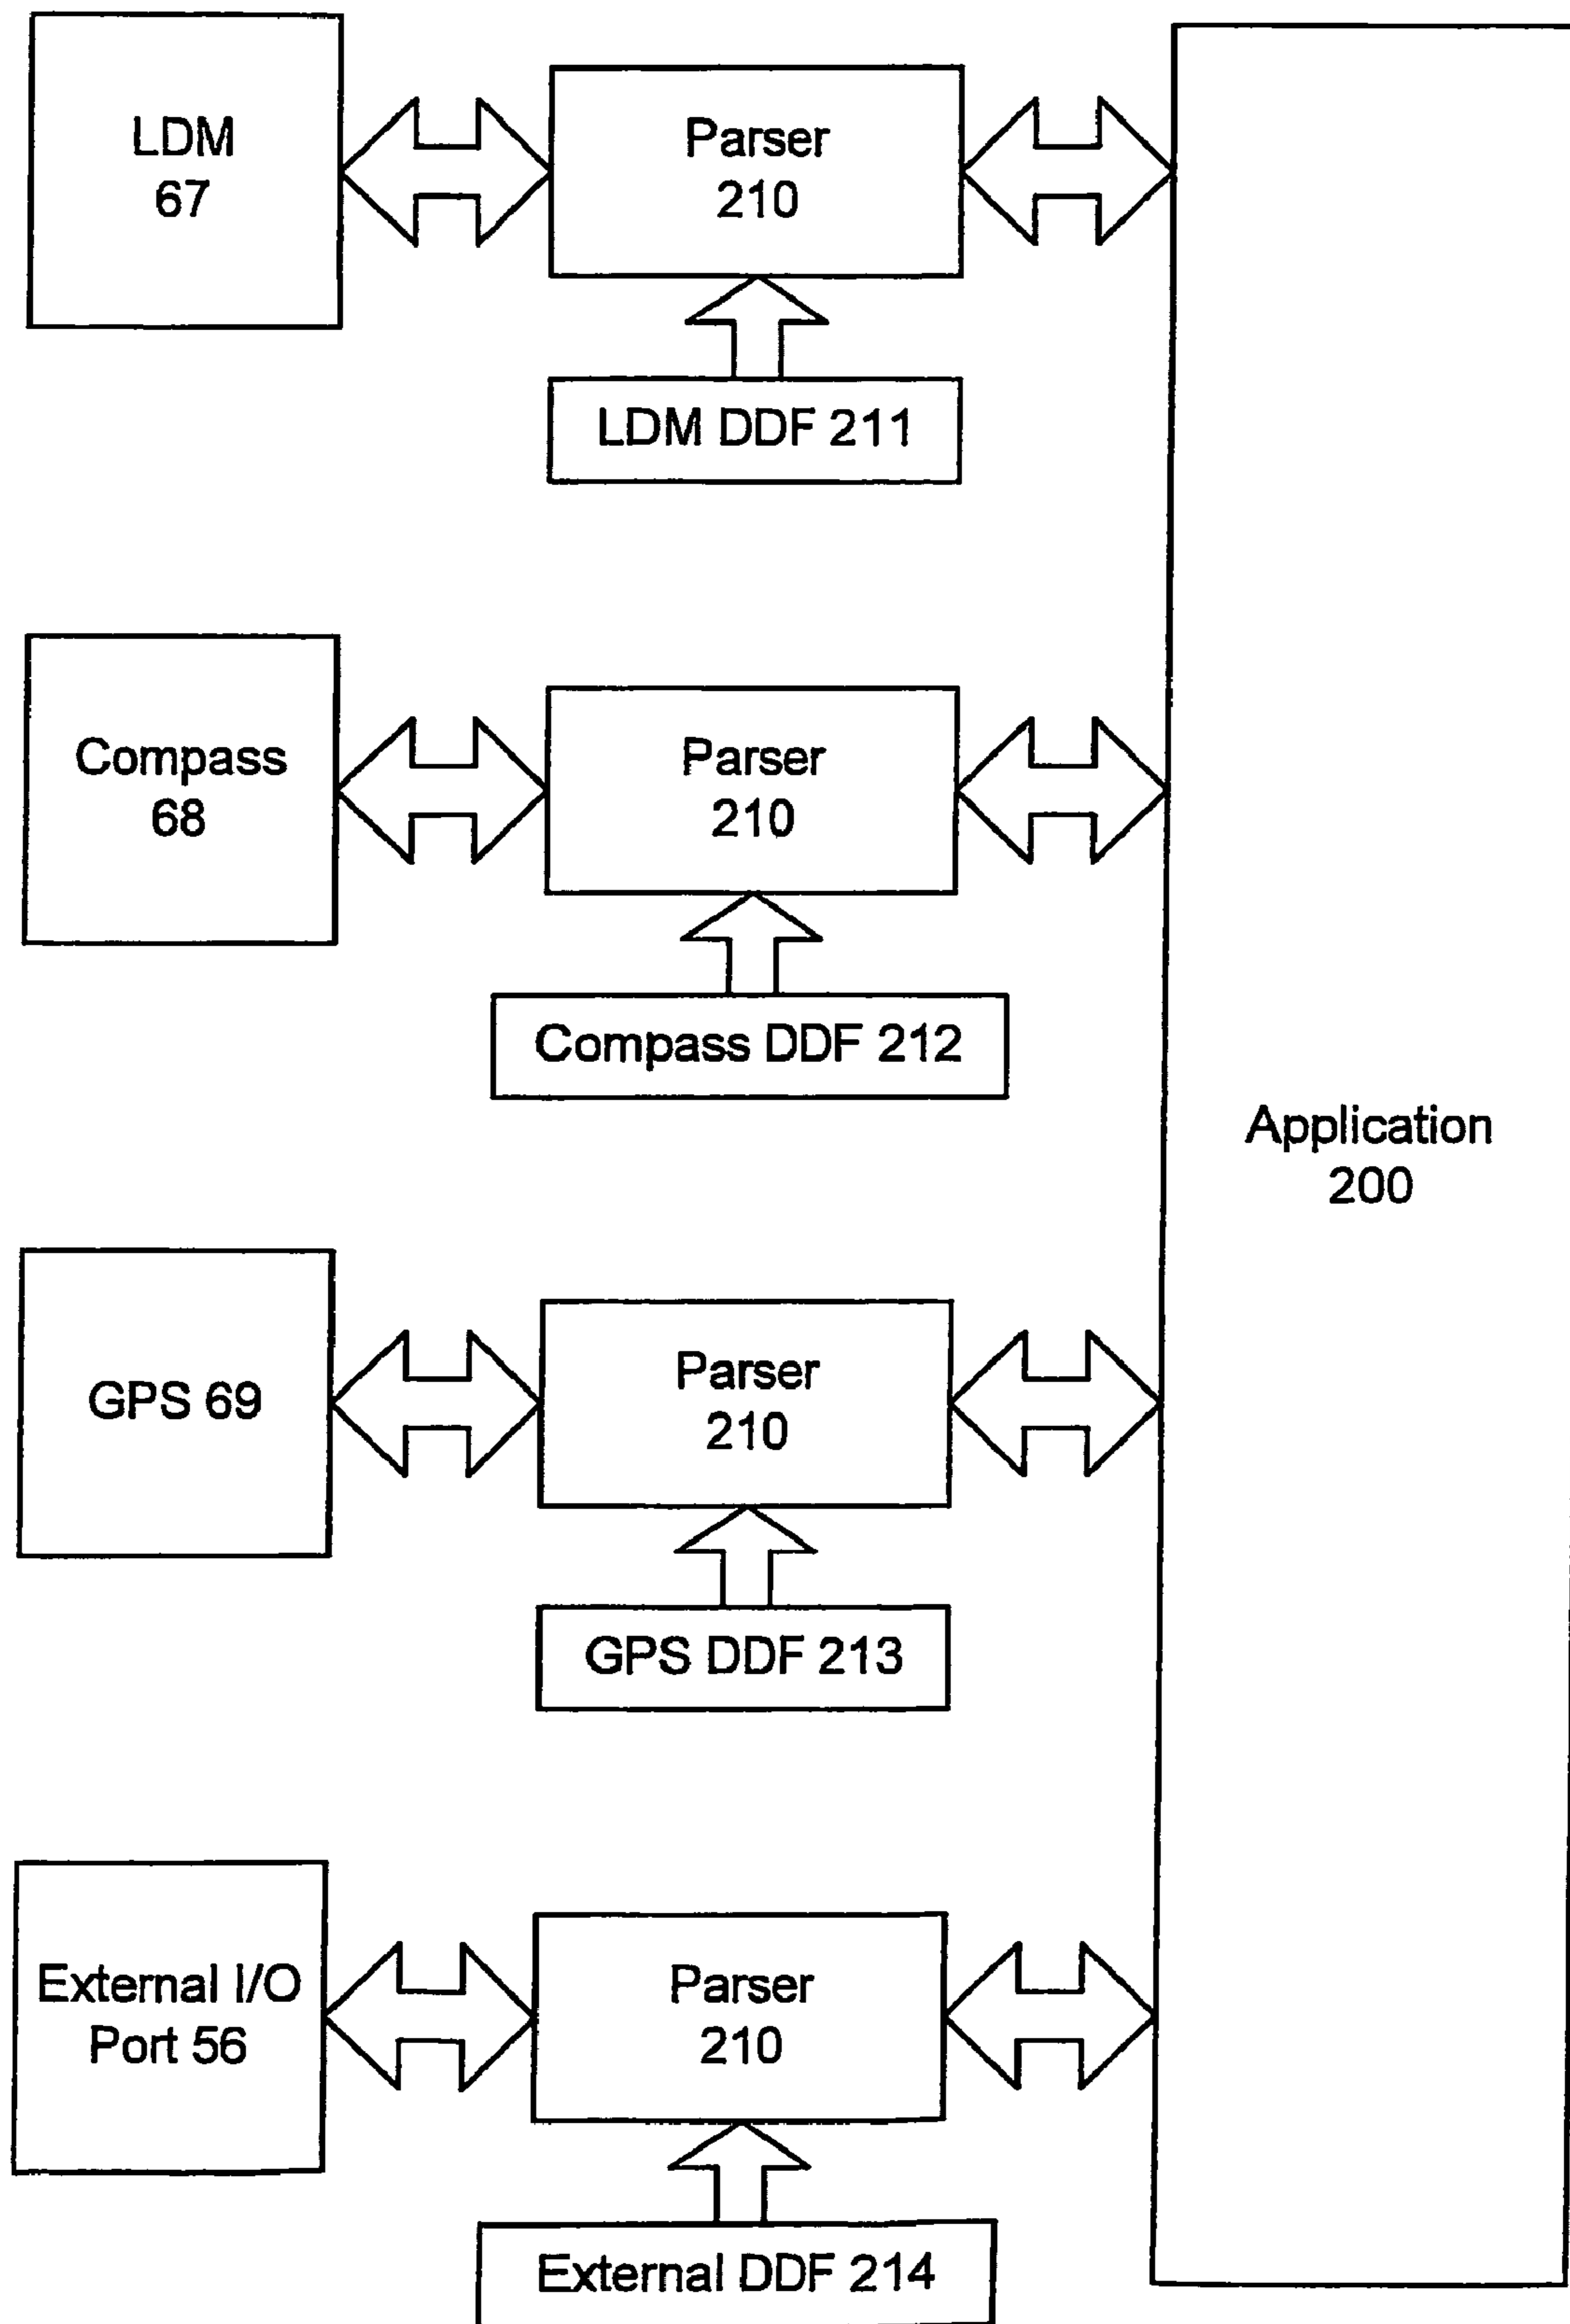 LDM
67
Parser
210
LDM DDF 211
Compass
68
Parser
210
Compass DDF 212
Application
200
GPS 69
Parser
210
GPS DDF 213
External I/O
Port 56
Parser
210
External DDF 214